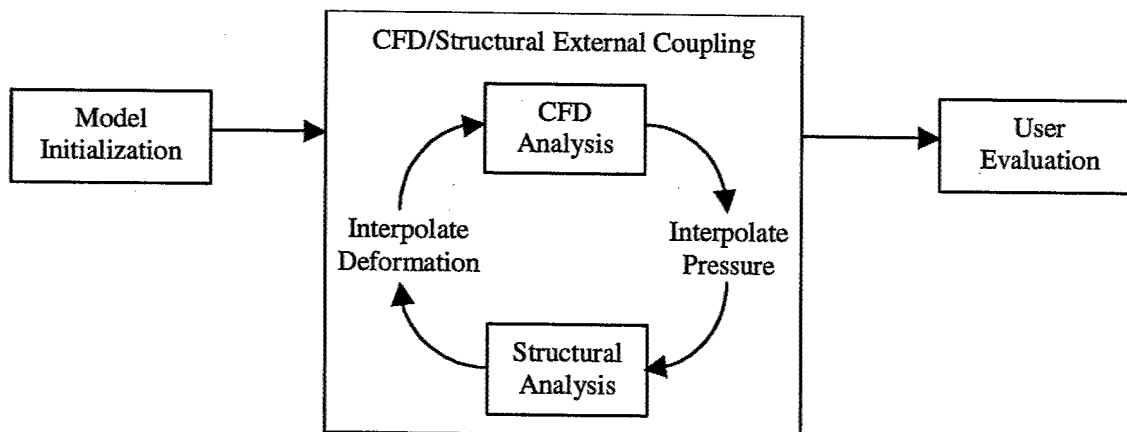 CFD/Structural External Coupling
Model
Initialization
CFD
Analysis
User
Evaluation
Interpolate
Deformation
Interpolate
Pressure
Structural
Analysis